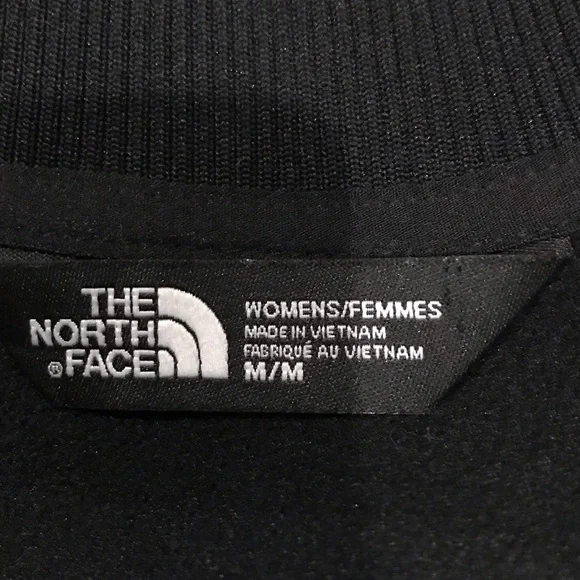 THE
NORTH
®FACE
WOMENS/FEMMES
MADE IN VIETNAM
FABRIQUÉ AU VIETNAM
M/M